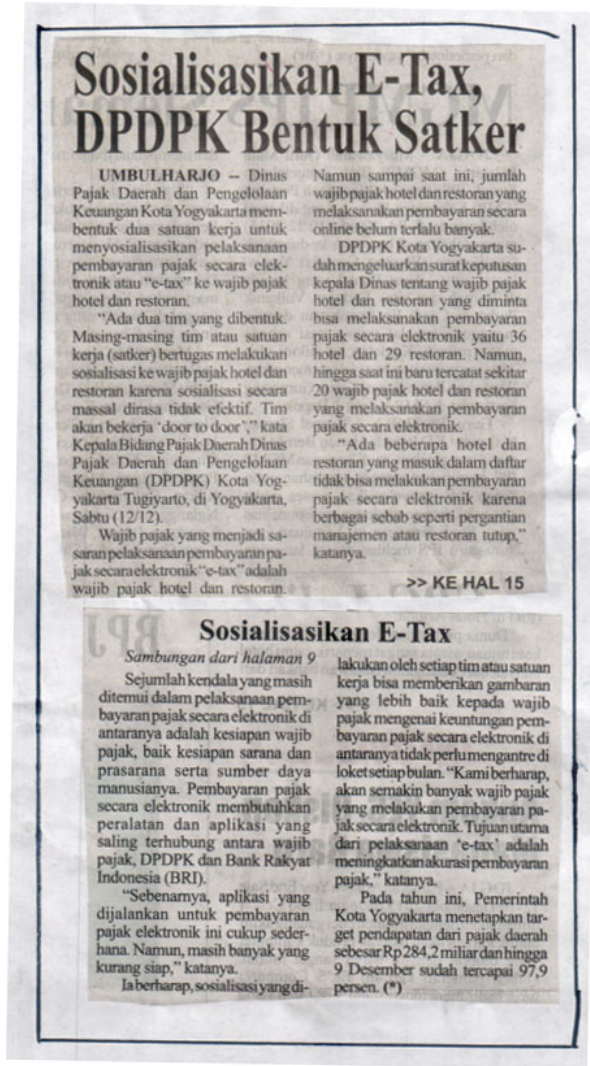 Sosialisasikan E-Tax,
DPDPK Bentuk Satker
UMBULHARJO -- Dinas
Pajak Daerah dan Pengelolaan
Keuangan Kota Yogyakarta mem-
bentuk dua satuan kerja untuk
menyosialisasikan pelaksanaan
pembayaran pajak secara elek-
tronik atau "e-tax" ke wajib pajak
hotel dan restoran.
"Ada dua tim yang dibentuk.
Masing-masing tim atau satuan
kerja (satker) bertugas melakukan
sosialisasi ke wajib pajak hotel dan
restoran karena sosialisasi secara
massal dirasa tidak efektif. Tim
akan bekerja 'door to door'," kata
Kepala Bidang Pajak Daerah Dinas
Pajak Daerah dan Pengelolaan
Keuangan (DPDPK) Kota Yog-
yakarta Tugiyarto, di Yogyakarta,
Sabtu (12/12).
Wajib pajak yang menjadi sa-
saran pelaksanaan pembayaran pa-
jak secara elektronik "e-tax" adalah
wajib pajak hotel dan restoran.
Namun sampai saat ini, jumlah
wajib pajak hotel dan restoran yang
melaksanakan pembayaran secara
online belum terlalu banyak.
DPDPK Kota Yogyakarta su-
dah mengeluarkan surat keputusan
kepala Dinas tentang wajib pajak
hotel dan restoran yang diminta
bisa melaksanakan pembayaran
pajak secara elektronik yaitu 36
hotel dan 29 restoran. Namun,
hingga saat ini baru tercatat sekitar
20 wajib pajak hotel dan restoran
yang melaksanakan pembayaran
pajak secara elektronik.
"Ada beberapa hotel dan
restoran yang masuk dalam daftar
tidak bisa melakukan pembayaran
pajak secara elektronik karena
berbagai sebab seperti pergantian
manajemen atau restoran tutup,"
katanya.
>> KE HAL 15
Sosialisasikan E-Tax
Sambungan dari halaman 9
Sejumlah kendala yang masih
ditemui dalam pelaksanaan pem-
bayaran pajak secara elektronik di
antaranya adalah kesiapan wajib
pajak, baik kesiapan sarana dan
prasarana serta sumber daya
manusianya. Pembayaran pajak
secara elektronik membutuhkan
peralatan dan aplikasi yang
saling terhubung antara wajib
pajak, DPDPK dan Bank Rakyat
Indonesia (BRI).
"Sebenarnya, aplikasi yang
dijalankan untuk pembayaran
pajak elektronik ini cukup seder-
hana. Namun, masih banyak yang
kurang siap," katanya.
Ia berharap, sosialisasi yang di-
lakukan oleh setiap tim atau satuan
kerja bisa memberikan gambaran
yang lebih baik kepada wajib
pajak mengenai keuntungan pem-
bayaran pajak secara elektronik di
antaranya tidak perlu mengantre di
loket setiap bulan. "Kami berharap,
akan semakin banyak wajib pajak
yang melakukan pembayaran pa-
jak secara elektronik. Tujuan utama
dari pelaksanaan 'e-tax' adalah
meningkatkan akurasi pembayaran
pajak," katanya.
Pada tahun ini, Pemerintah
Kota Yogyakarta menetapkan tar-
get pendapatan dari pajak daerah
sebesar Rp 284,2 miliar dan hingga
9 Desember sudah tercapai 97,9
persen. (*)